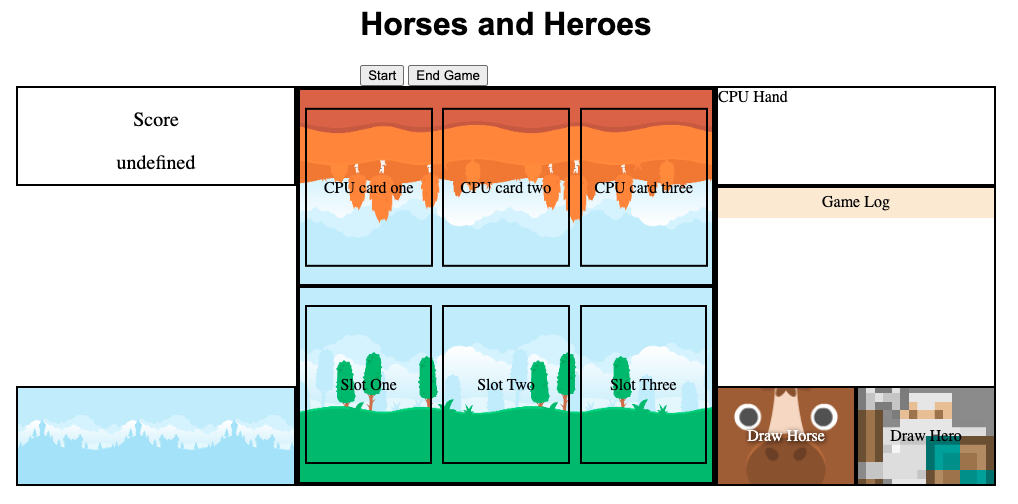 Horses and Heroes
Start
End Game
Score
undefined
CPU card one
CPU card two
CPU card three
CPU Hand
Game Log
Slot One
Slot Two
Slot Three
Draw Horse
Draw Hero